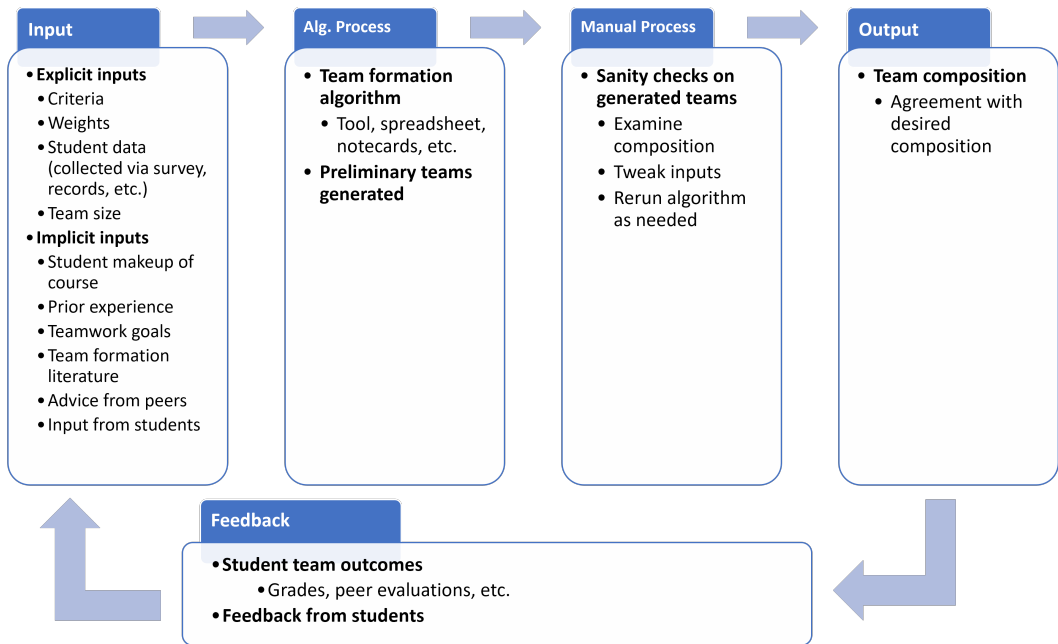 Input
• Explicit inputs
• Criteria
• Weights
• Student data
(collected via survey,
records, etc.)
• Team size
• Implicit inputs
• Student makeup of
course
• Prior experience
• Teamwork goals
• Team formation
literature
• Advice from peers
• Input from students
Alg. Process
• Team formation
algorithm
• Tool, spreadsheet,
notecards, etc.
• Preliminary teams
generated
Manual Process
• Sanity checks on
generated teams
• Examine
composition
• Tweak inputs
• Rerun algorithm
as needed
Output
• Team composition
• Agreement with
desired
composition
Feedback
• Student team outcomes
• Grades, peer evaluations, etc.
• Feedback from students